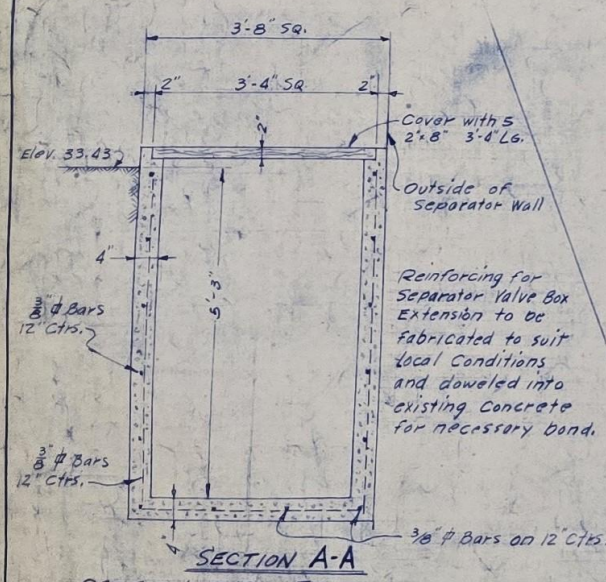 3'-8" SQ.
2" 3'-4" SQ. 2"
2"
Cover with 5
2"x8" 3'-4" LG.
Elev. 33.43
Outside of
Separator Wall
4"
5'-3"
Reinforcing for
Separator Valve Box
Extension to be
fabricated to suit
local Conditions
and doweled into
existing Concrete
for necessary bond.
3/8" ⌀ Bars
12" Ctrs.
3/8" ⌀ Bars
12" Ctrs.
4"
3/8" ⌀ Bars on 12" Ctrs
SECTION A-A